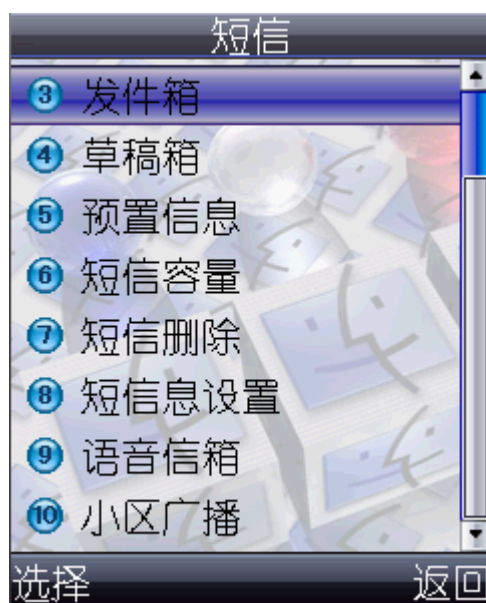 短信
3 发件箱
4 草稿箱
5 预置信息
6 短信容量
7 短信删除
8 短信息设置
9 语音信箱
10 小区广播
选择 返回